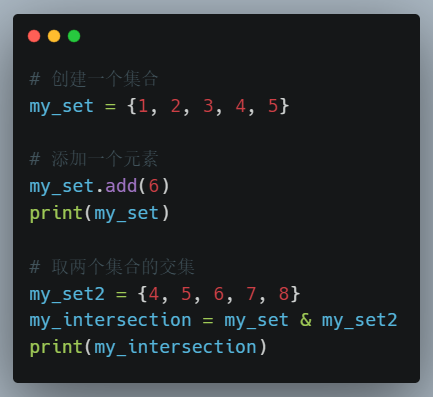 # 创建一个集合
my_set = {1, 2, 3, 4, 5}
# 添加一个元素
my_set.add(6)
print(my_set)
# 取两个集合的交集
my_set2 = {4, 5, 6, 7, 8}
my_intersection = my_set & my_set2
print(my_intersection)